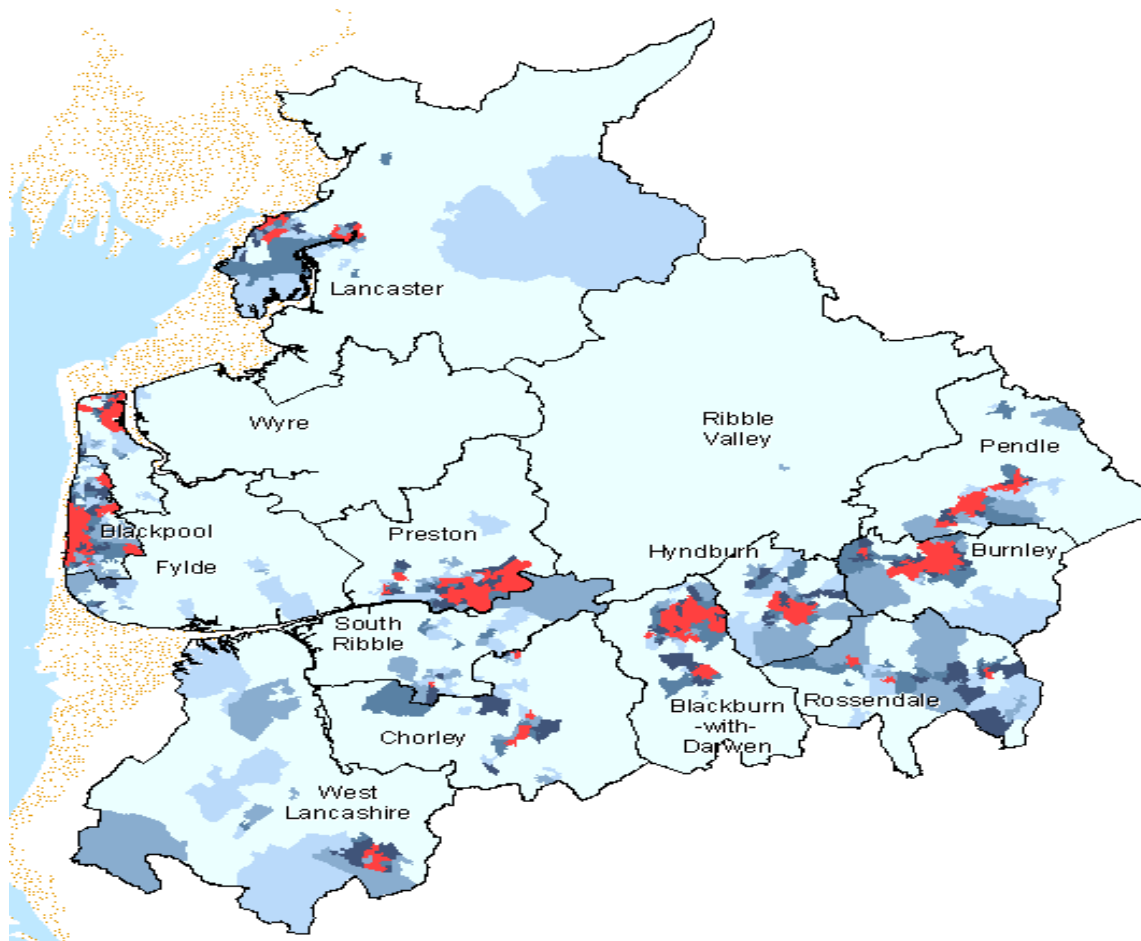 Lancaster
Wyre
Ribble
Valley
Pendle
Blackpool
Preston
Hyndburn
Burnley
Fylde
South
Ribble
Rossendale
Blackburn
-with-
Darwen
Chorley
West
Lancashire